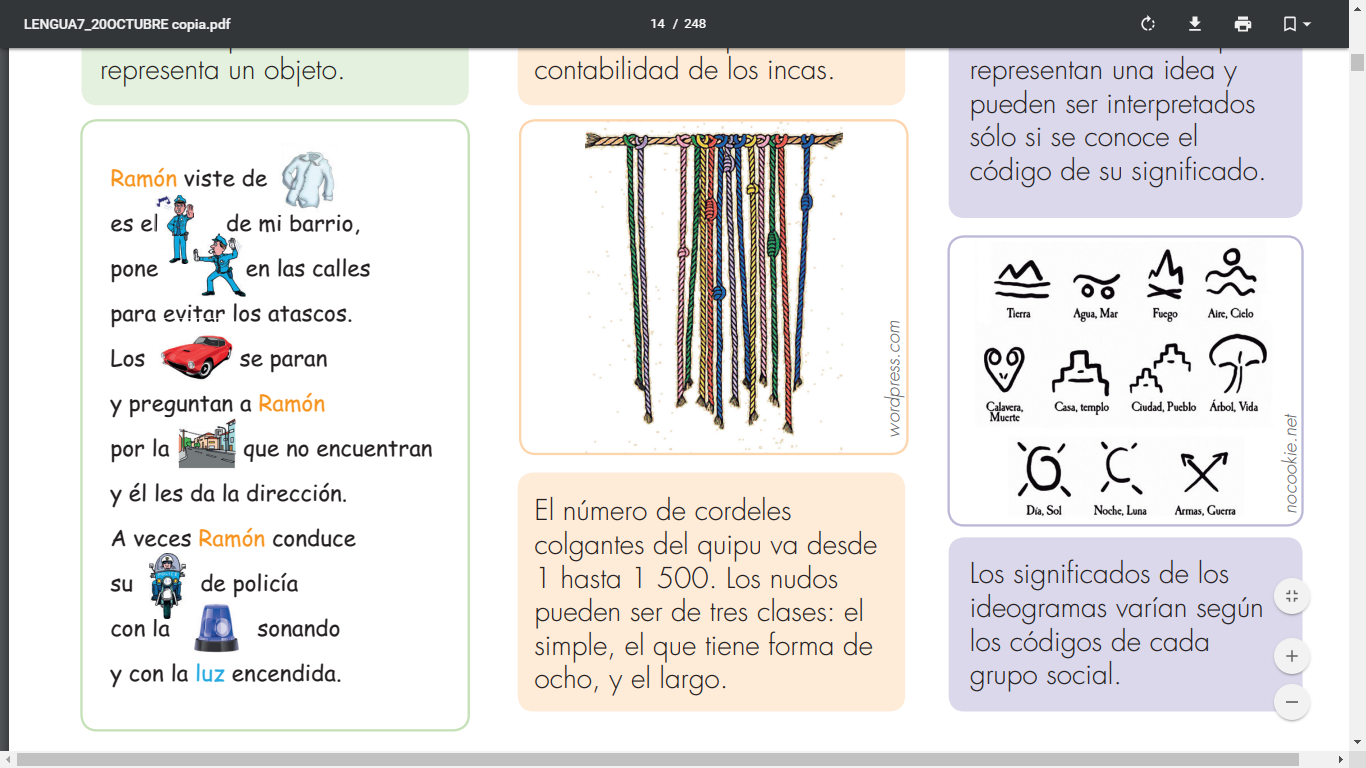 LENGUA7_20OCTUBRE copia.pdf
14 / 248
representa un objeto.
Ramón viste de
es el de mi barrio,
pone en las calles
para evitar los atascos.
Los se paran
y preguntan a Ramón
por la que no encuentran
y él les da la dirección.
A veces Ramón conduce
su de policía
con la sonando
y con la luz encendida.
contabilidad de los incas.
wordpress.com
El número de cordeles
colgantes del quipu va desde
1 hasta 1 500. Los nudos
pueden ser de tres clases: el
simple, el que tiene forma de
ocho, y el largo.
representan una idea y
pueden ser interpretados
sólo si se conoce el
código de su significado.
Tierra
Agua, Mar
Fuego
Aire, Cielo
Calavera,
Muerte
Casa, templo
Ciudad, Pueblo
Árbol, Vida
Día, Sol
Noche, Luna
Armas, Guerra
nocookie.net
Los significados de los
ideogramas varían según
los códigos de cada
grupo social.